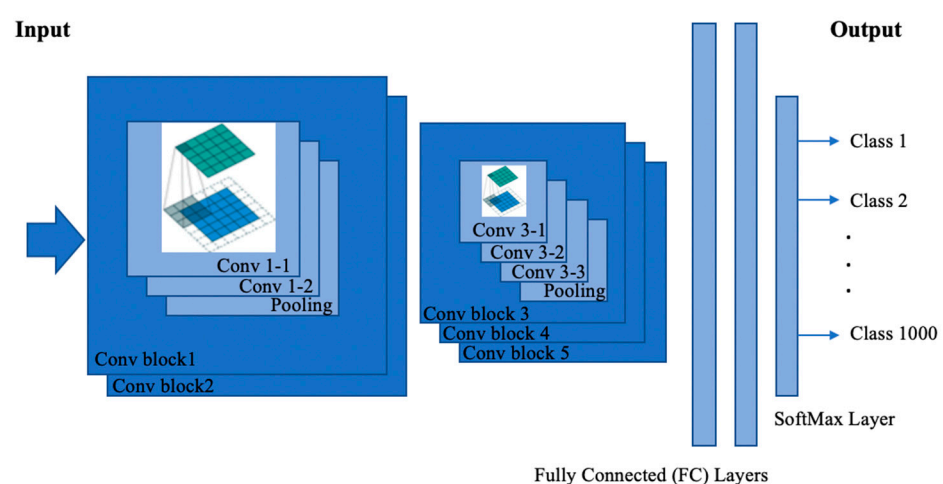 Input
Output
Conv 1-1
Conv 1-2
Pooling
Conv block1
Conv block2
Conv 3-1
Conv 3-2
Conv 3-3
Pooling
Conv block 3
Conv block 4
Conv block 5
Class 1
Class 2
.
.
.
Class 1000
SoftMax Layer
Fully Connected (FC) Layers